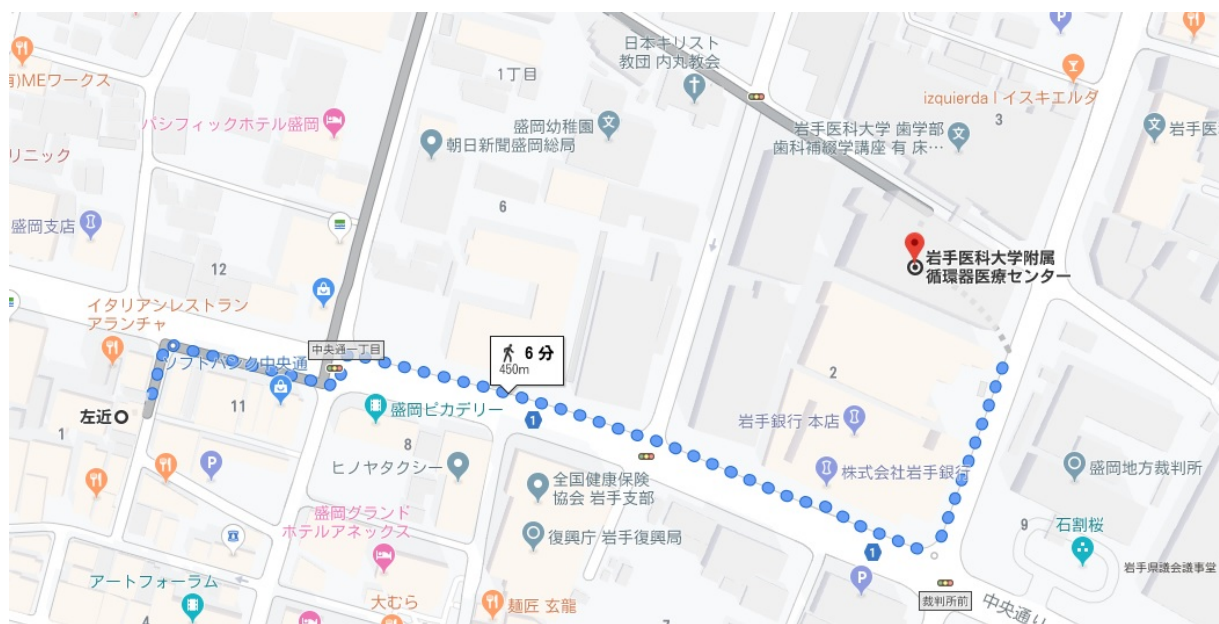 有)MEワークス
1丁目
日本キリスト
教団 内丸教会
izquierda | イスキエルダ
3
パシフィックホテル盛岡
盛岡幼稚園
朝日新聞盛岡総局
岩手医科大学 歯学部
歯科補綴学講座 有 床…
岩手医
リニック
6
盛岡支店
12
岩手医科大学附属
循環器医療センター
イタリアンレストラン
アランチャ
中央通一丁目
6 分
450m
ソフトバンク中央通
2
11
左近
1
盛岡ピカデリー
1
岩手銀行 本店
8
P
ヒノヤタクシー
全国健康保険
協会 岩手支部
株式会社岩手銀行
盛岡地方裁判所
盛岡グランド
ホテルアネックス
復興庁 岩手復興局
1
9
石割桜
岩手県議会議事堂
アートフォーラム
P
大むら
麺匠 玄龍
裁判所前
中央通り
4
7